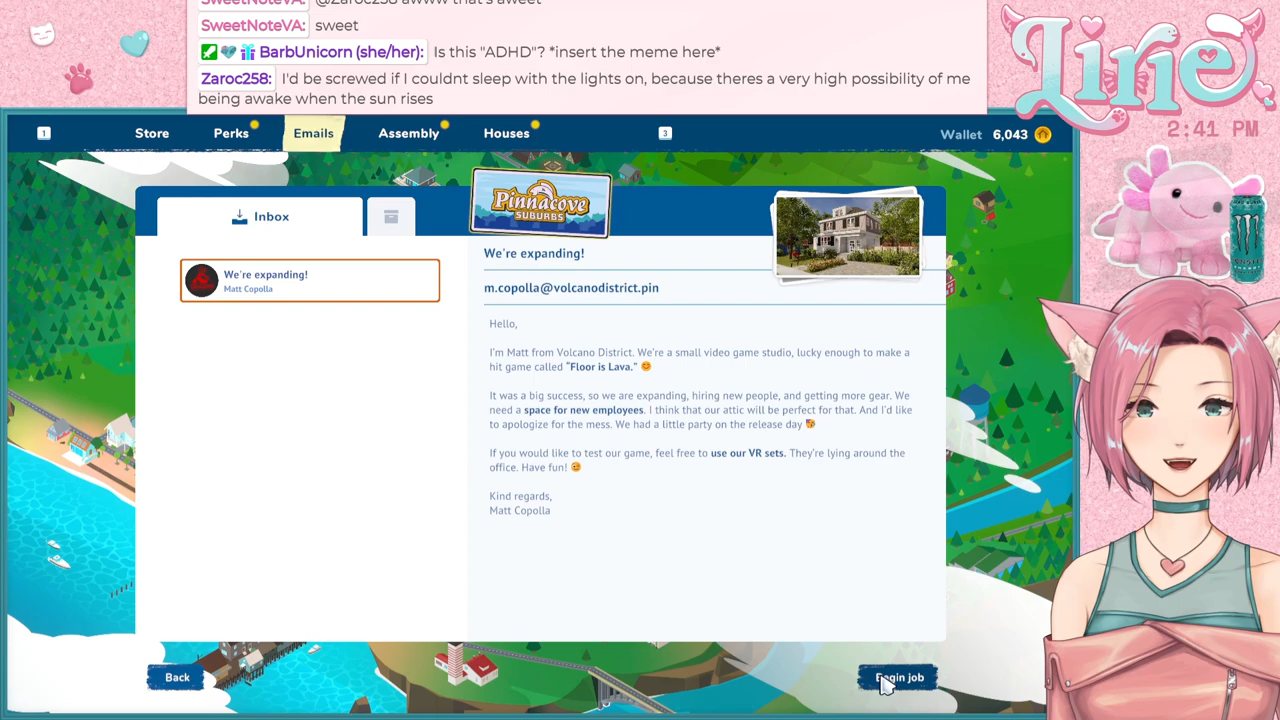 SweetNoteVA: @Zaroc258 awww that's aweet
SweetNoteVA: sweet
BarbUnicorn (she/her): Is this "ADHD"? *insert the meme here*
Zaroc258: I'd be screwed if I couldnt sleep with the lights on, because theres a very high possibility of me
being awake when the sun rises
Lirie
2:41 PM
1 Store Perks Emails Assembly Houses 3 Wallet 6,043
Inbox
Pinnacove
SUBURBS
We're expanding!
Matt Copolla
We're expanding!
m.copolla@volcanodistrict.pin
Hello,
I'm Matt from Volcano District. We're a small video game studio, lucky enough to make a
hit game called "Floor is Lava."
It was a big success, so we are expanding, hiring new people, and getting more gear. We
need a space for new employees. I think that our attic will be perfect for that. And I'd like
to apologize for the mess. We had a little party on the release day
If you would like to test our game, feel free to use our VR sets. They're lying around the
office. Have fun!
Kind regards,
Matt Copolla
Back
Begin job